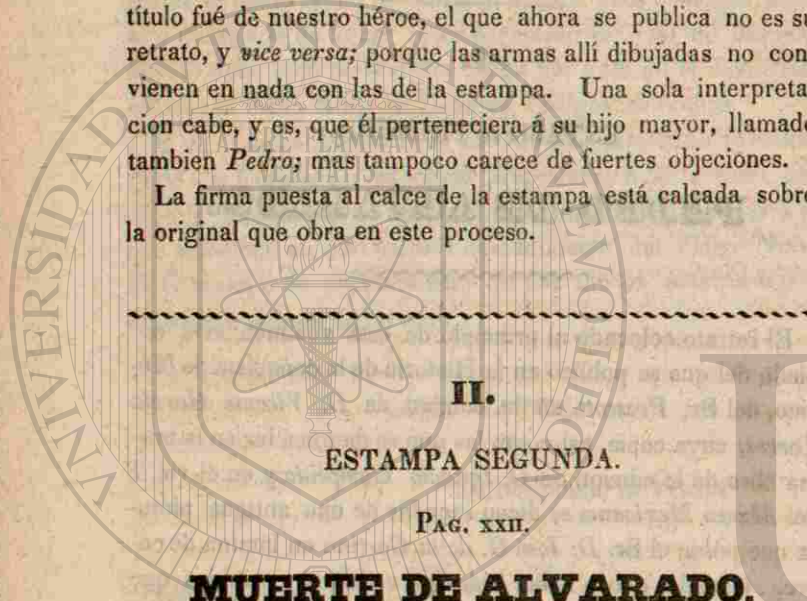 título fué de nuestro héroe, el que ahora se publica no es su
retrato, y vice versa; porque las armas allí dibujadas no con
vienen en nada con las de la estampa. Una sola interpreta
cion cabe, y es, que él perteneciera á su hijo mayor, llamado
tambien Pedro; mas tampoco carece de fuertes objeciones.
La firma puesta al calce de la estampa está calcada sobre
la original que obra en este proceso.
II.
ESTAMPA SEGUNDA.
PAG. XXII.
MUERTE DE ALVARADO.